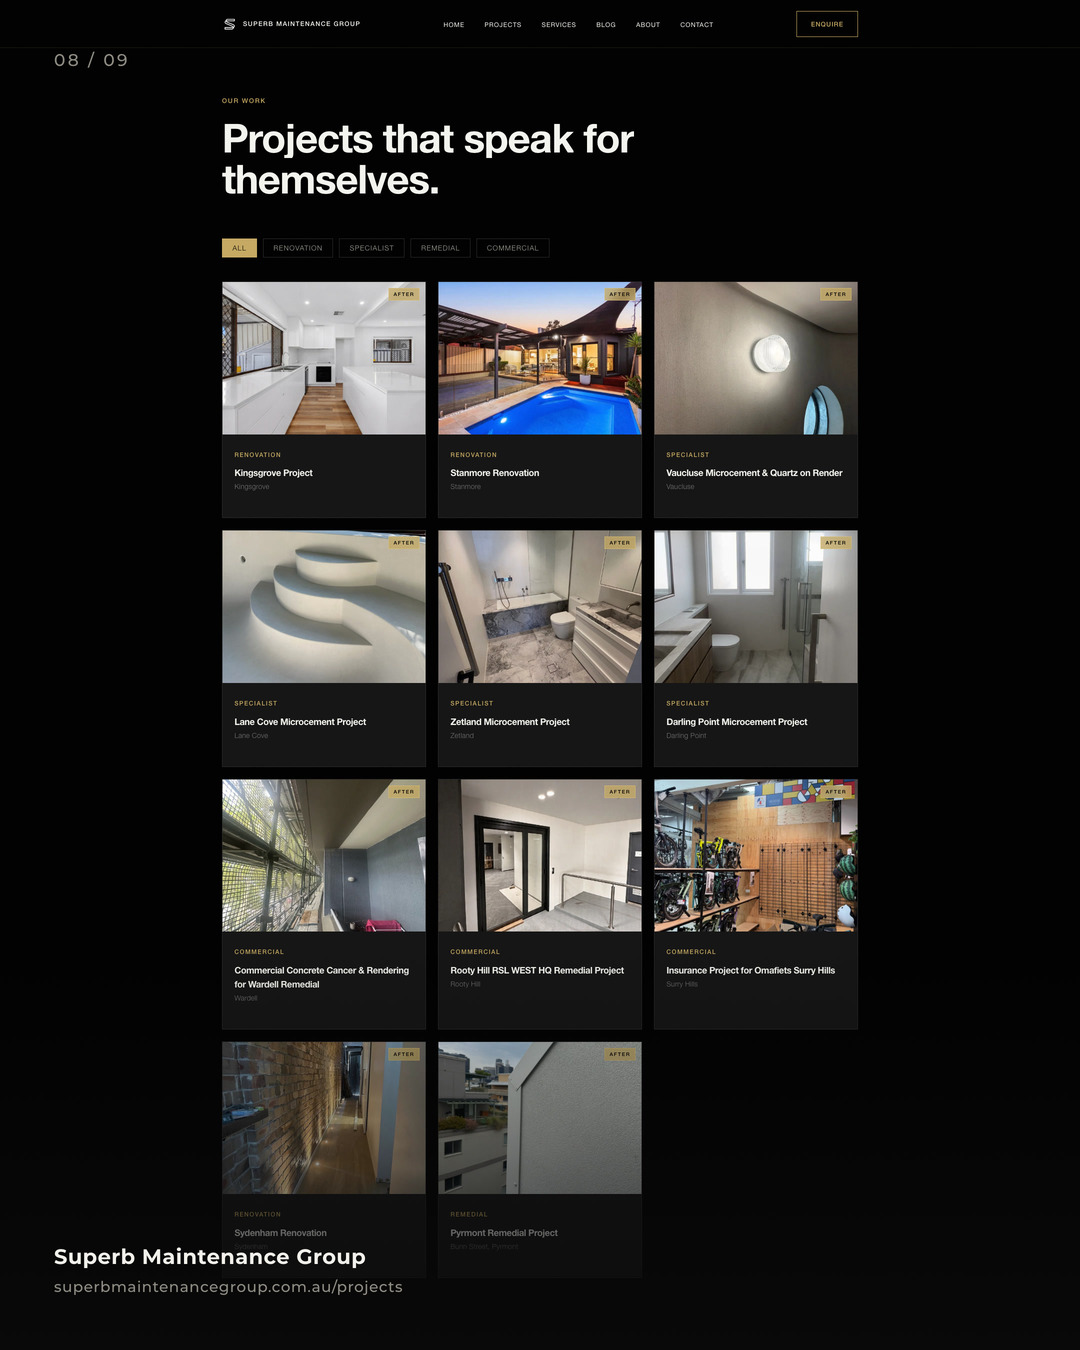 SUPERB MAINTENANCE GROUP
HOME
PROJECTS
SERVICES
BLOG
ABOUT
CONTACT
ENQUIRE
08 / 09
OUR WORK
Projects that speak for
themselves.
ALL
RENOVATION
SPECIALIST
REMEDIAL
COMMERCIAL
AFTER
AFTER
AFTER
RENOVATION
Kingsgrove Project
Kingsgrove
RENOVATION
Stanmore Renovation
Stanmore
SPECIALIST
Vaucluse Microcement & Quartz on Render
Vaucluse
AFTER
AFTER
AFTER
SPECIALIST
Lane Cove Microcement Project
Lane Cove
SPECIALIST
Zetland Microcement Project
Zetland
SPECIALIST
Darling Point Microcement Project
Darling Point
AFTER
AFTER
AFTER
COMMERCIAL
Commercial Concrete Cancer & Rendering
for Wardell Remedial
Wardell
COMMERCIAL
Rooty Hill RSL WEST HQ Remedial Project
Rooty Hill
COMMERCIAL
Insurance Project for Omafiets Surry Hills
Surry Hills
AFTER
AFTER
RENOVATION
Sydenham Renovation
REMEDIAL
Pyrmont Remedial Project
Bunn Street, Pyrmont
Superb Maintenance Group
superbmaintenancegroup.com.au/projects